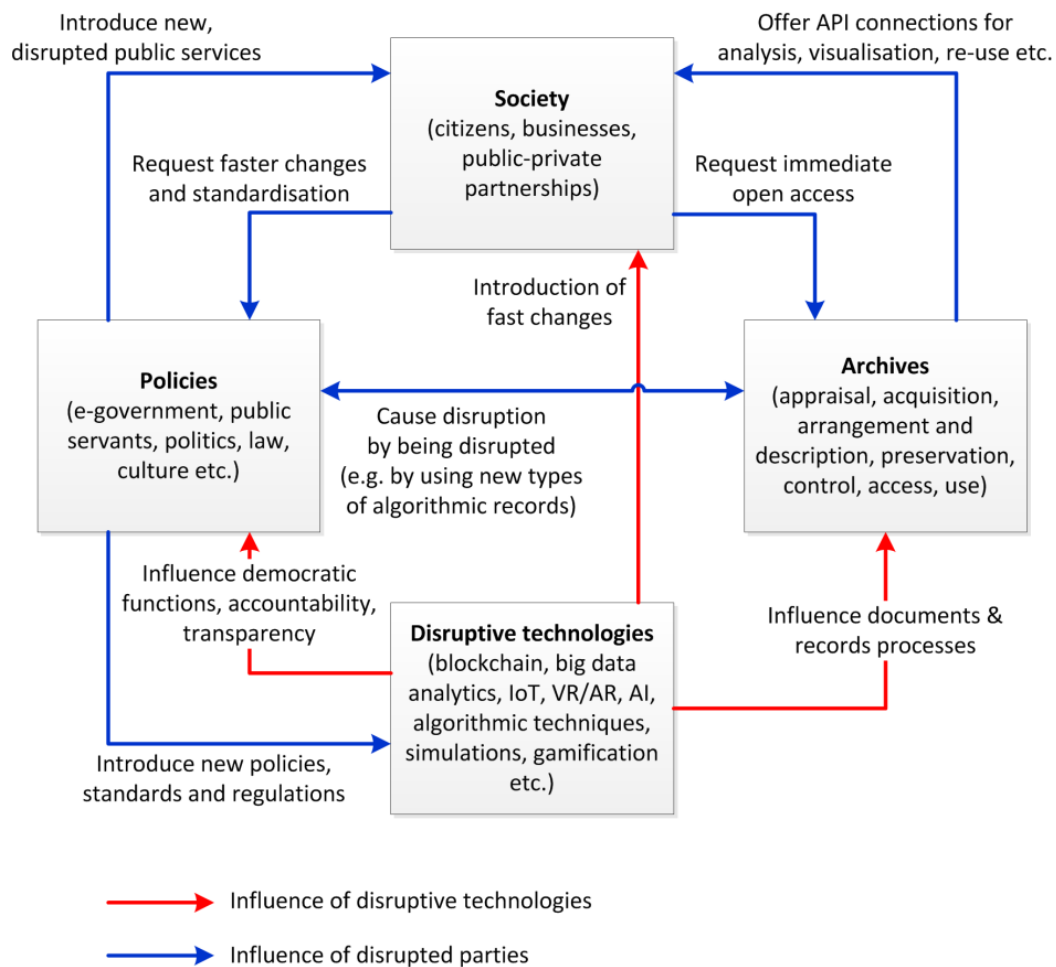 Introduce new,
disrupted public services
Offer API connections for
analysis, visualisation, re-use etc.
Society
(citizens, businesses,
public-private
partnerships)
Request faster changes
and standardisation
Request immediate
open access
Introduction of
fast changes
Policies
(e-government, public
servants, politics, law,
culture etc.)
Archives
(appraisal, acquisition,
arrangement and
description, preservation,
control, access, use)
Cause disruption
by being disrupted
(e.g. by using new types
of algorithmic records)
Influence democratic
functions, accountability,
transparency
Influence documents &
records processes
Disruptive technologies
(blockchain, big data
analytics, IoT, VR/AR, AI,
algorithmic techniques,
simulations, gamification
etc.)
Introduce new policies,
standards and regulations
Influence of disruptive technologies
Influence of disrupted parties